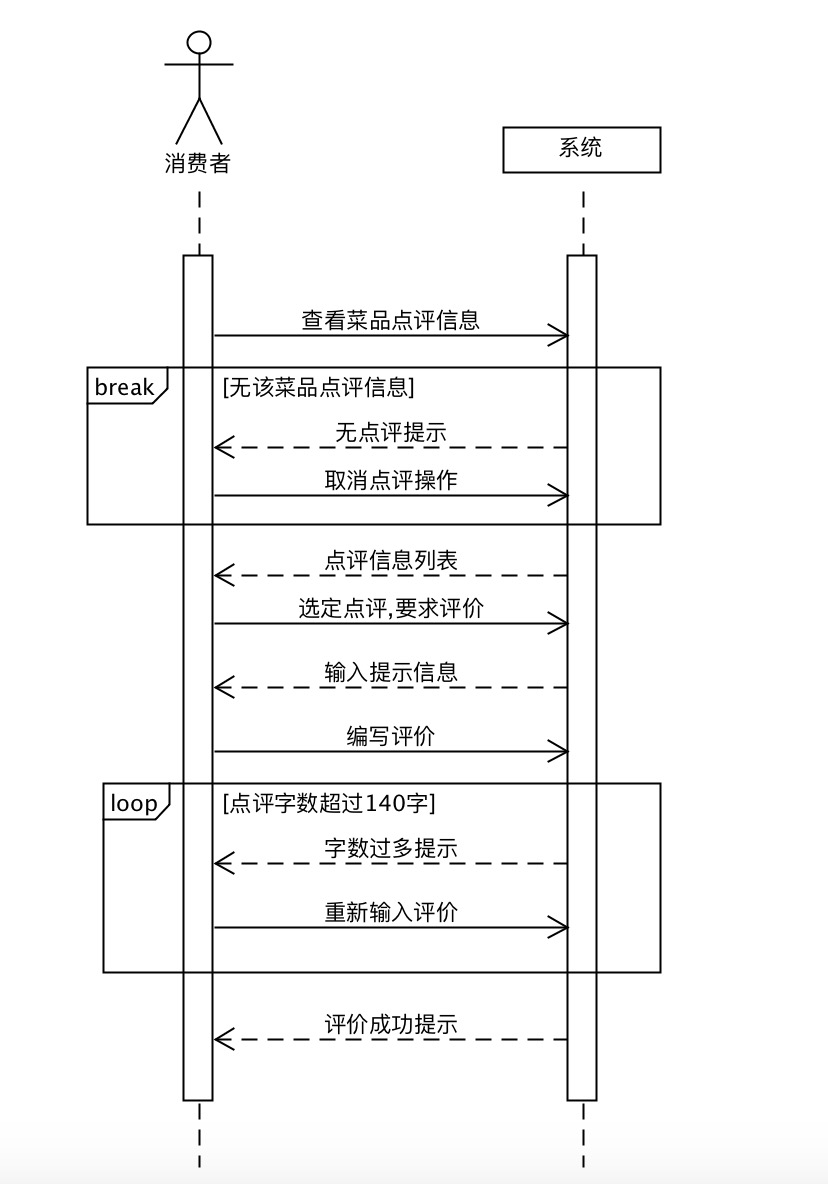 消费者
系统
查看菜品点评信息
break
[无该菜品点评信息]
无点评提示
取消点评操作
点评信息列表
选定点评,要求评价
输入提示信息
编写评价
loop
[点评字数超过140字]
字数过多提示
重新输入评价
评价成功提示